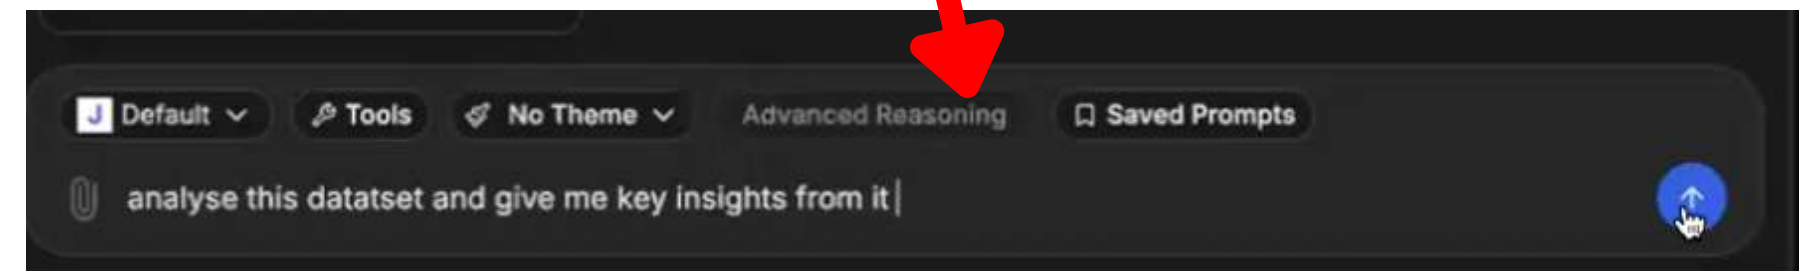 J Default Tools No Theme Advanced Reasoning Saved Prompts
analyse this datatset and give me key insights from it